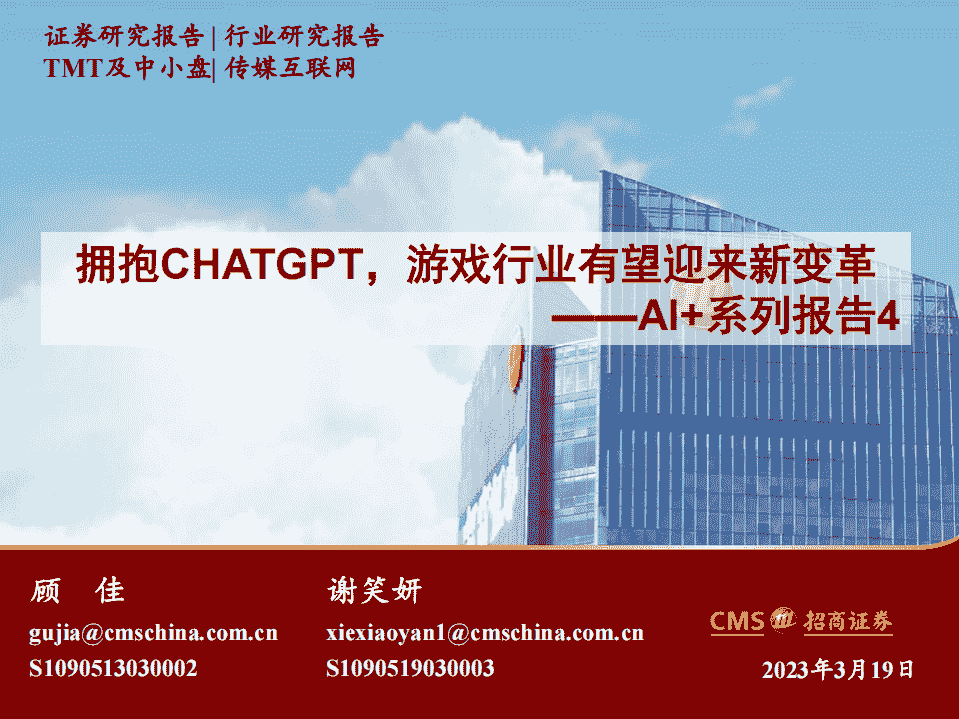 证券研究报告 | 行业研究报告
TMT及中小盘| 传媒互联网
拥抱CHATGPT，游戏行业有望迎来新变革
——AI+系列报告4
顾 佳
gujia@cmschina.com.cn
S1090513030002
谢笑妍
xiexiaoyan1@cmschina.com.cn
S1090519030003
CMS 招商证券
2023年3月19日